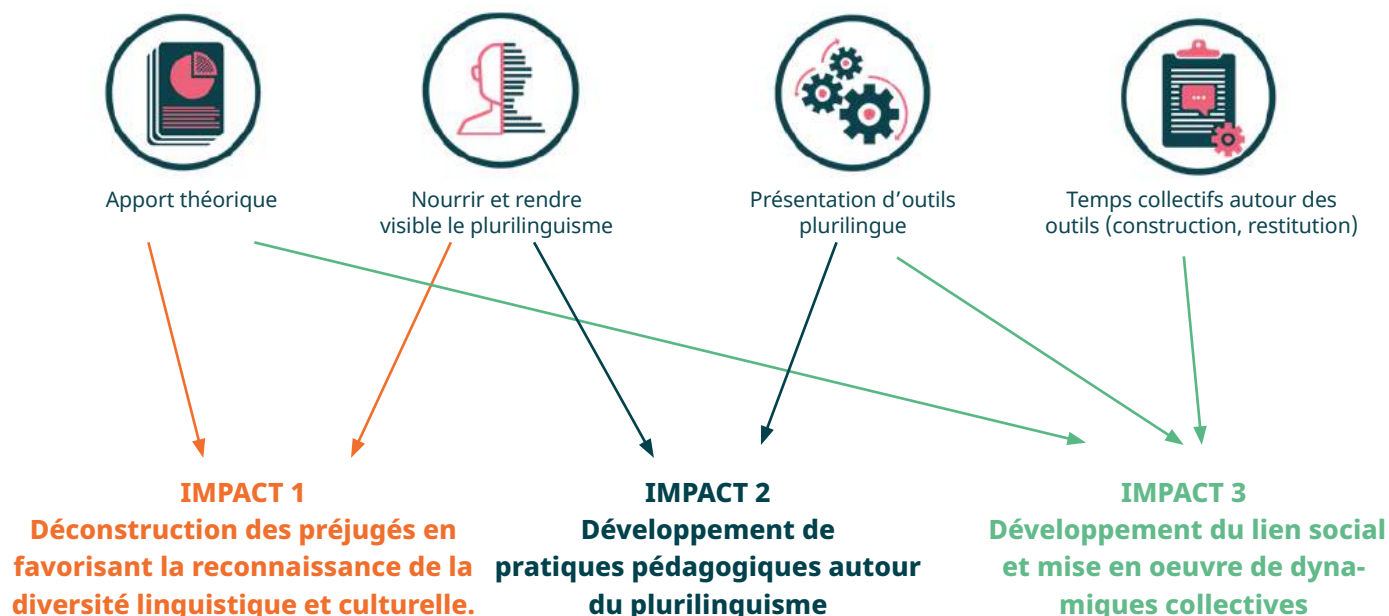 Apport théorique
Nourrir et rendre
visible le plurilinguisme
Présentation d’outils
plurilingue
Temps collectifs autour des
outils (construction, restitution)
IMPACT 1
Déconstruction des préjugés en
favorisant la reconnaissance de la
diversité linguistique et culturelle.
IMPACT 2
Développement de
pratiques pédagogiques autour
du plurilinguisme
IMPACT 3
Développement du lien social
et mise en oeuvre de dyna-
miques collectives